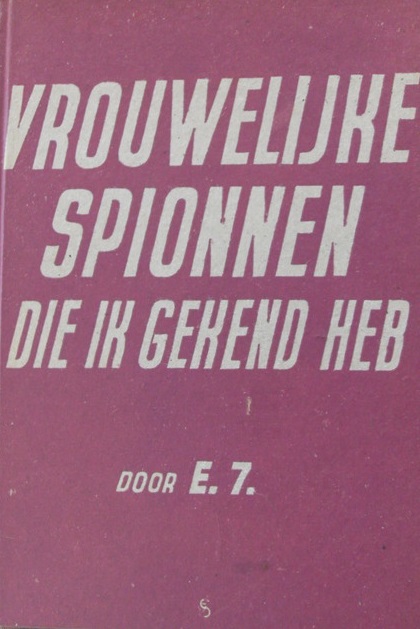 VROUWELIJKE
SPIONNEN
DIE IK GEKEND HEB
DOOR E. 7.